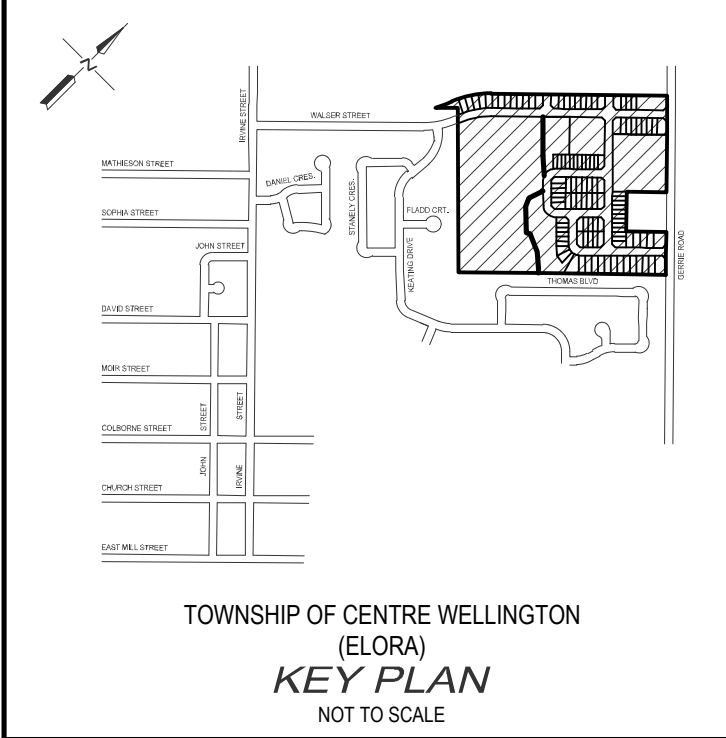 N
IRVINE STREET
WALSER STREET
MATHIESON STREET
DANIEL CRES.
STANELY CRES.
SOPHIA STREET
FLADD CRT.
JOHN STREET
KEATING DRIVE
GERRIE ROAD
THOMAS BLVD
DAVID STREET
MOIR STREET
COLBORNE STREET
JOHN STREET
IRVINE STREET
CHURCH STREET
EAST MILL STREET
TOWNSHIP OF CENTRE WELLINGTON
(ELORA)
KEY PLAN
NOT TO SCALE